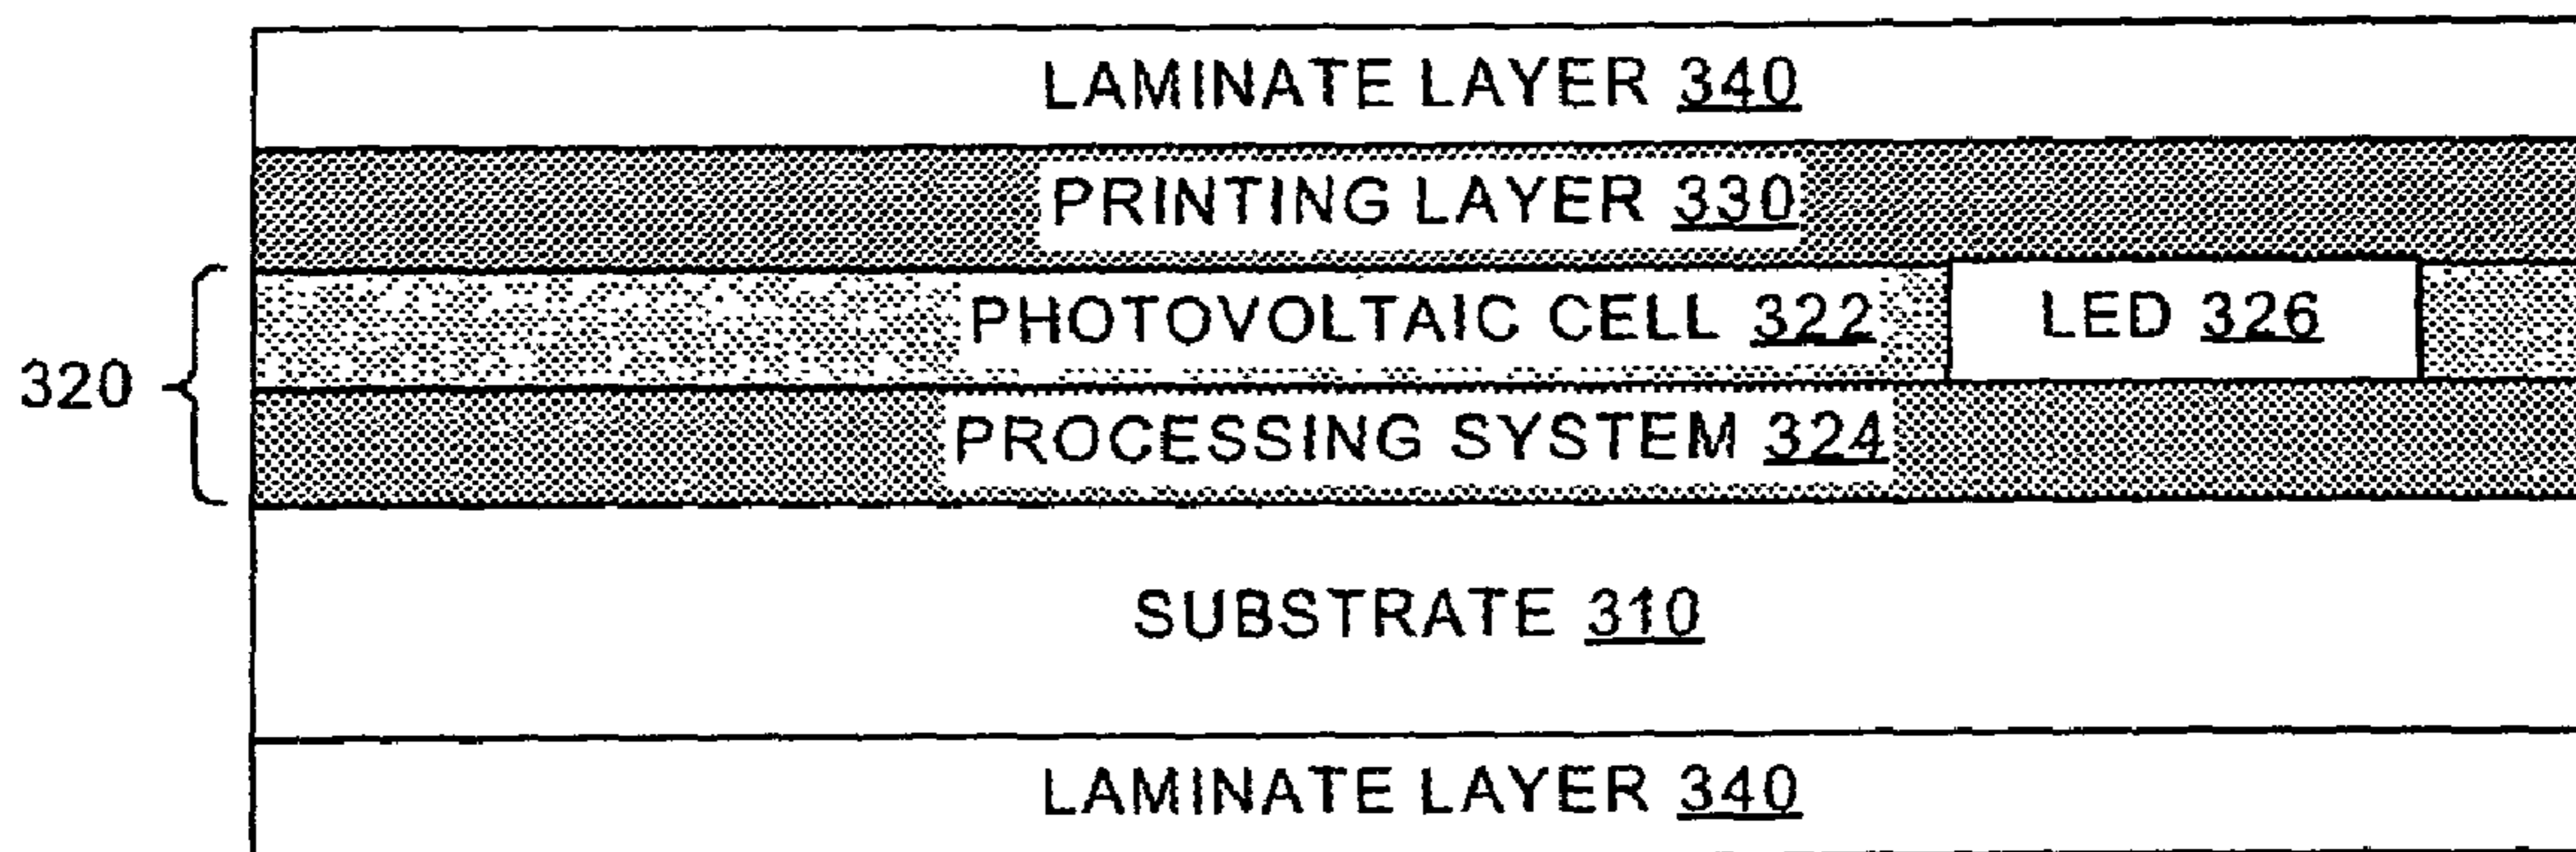 LAMINATE LAYER 340
PRINTING LAYER 330
PHOTOVOLTAIC CELL 322 LED 326
320
PROCESSING SYSTEM 324
SUBSTRATE 310
LAMINATE LAYER 340